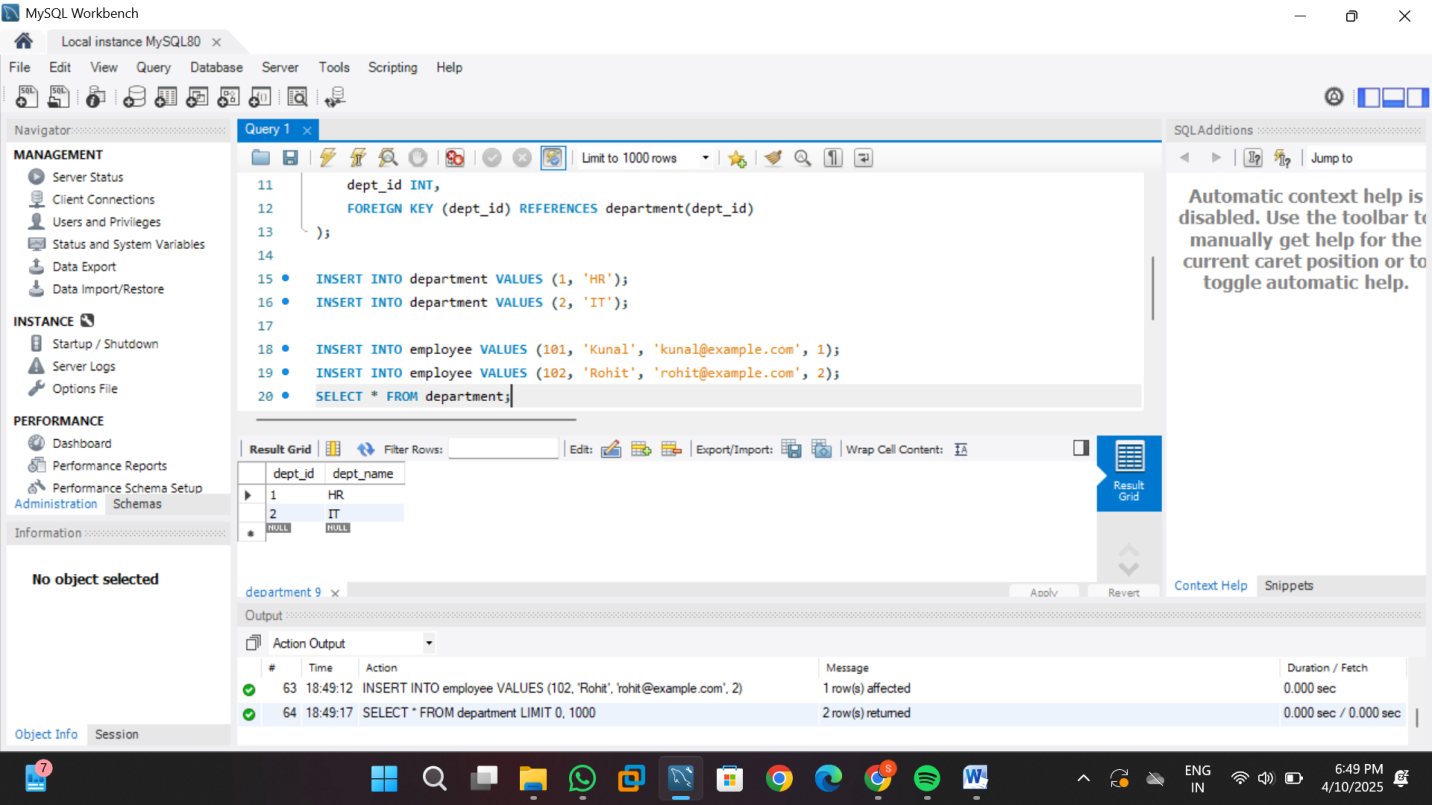 MySQL Workbench
Local instance MySQL80
File Edit View Query Database Server Tools Scripting Help
SQL SQL
Navigator
MANAGEMENT
Server Status
Client Connections
Users and Privileges
Status and System Variables
Data Export
Data Import/Restore
INSTANCE
Startup / Shutdown
Server Logs
Options File
PERFORMANCE
Dashboard
Performance Reports
Performance Schema Setup
Administration Schemas
Information
No object selected
Object Info Session
Query 1
Limit to 1000 rows
11 dept_id INT,
12 FOREIGN KEY (dept_id) REFERENCES department(dept_id)
13 );
14
15 INSERT INTO department VALUES (1, 'HR');
16 INSERT INTO department VALUES (2, 'IT');
17
18 INSERT INTO employee VALUES (101, 'Kunal', 'kunal@example.com', 1);
19 INSERT INTO employee VALUES (102, 'Rohit', 'rohit@example.com', 2);
20 SELECT * FROM department;
Result Grid Filter Rows: Edit: Export/Import: Wrap Cell Content:
dept_id dept_name
1 HR
2 IT
NULL NULL
Result
Grid
department 9 Apply Revert
SQLAdditions
Jump to
Automatic context help is
disabled. Use the toolbar to
manually get help for the
current caret position or to
toggle automatic help.
Context Help Snippets
Output
Action Output
# Time Action Message Duration / Fetch
63 18:49:12 INSERT INTO employee VALUES (102, 'Rohit', 'rohit@example.com', 2) 1 row(s) affected 0.000 sec
64 18:49:17 SELECT * FROM department LIMIT 0, 1000 2 row(s) returned 0.000 sec / 0.000 sec
7
S
W
ENG
IN
6:49 PM
4/10/2025